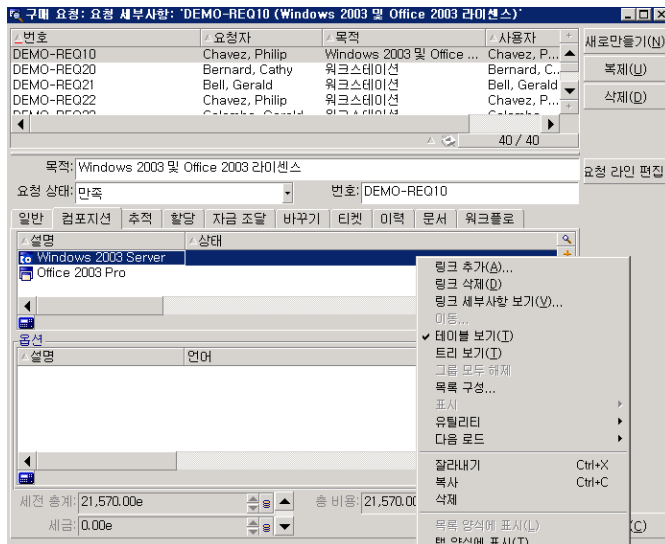 구매 요청: 요청 세부사항: 'DEMO-REQ10 (Windows 2003 및 Office 2003 라이센스)'
번호 요청자 목적 사용자
DEMO-REQ10 Chavez, Philip Windows 2003 및 Office ... Chavez, P...
DEMO-REQ20 Bernard, Cathy 워크스테이션 Bernard, C...
DEMO-REQ21 Bell, Gerald 워크스테이션 Bell, Gerald
DEMO-REQ22 Chavez, Philip 워크스테이션 Chavez, P...
40 / 40
새로만들기(N)
복제(U)
삭제(D)
목적: Windows 2003 및 Office 2003 라이센스
요청 라인 편집
요청 상태: 만족 번호: DEMO-REQ10
일반 컴포지션 추적 할당 자금 조달 바꾸기 티켓 이력 문서 워크플로
설명 상태
Windows 2003 Server
Office 2003 Pro
옵션
설명 언어
세전 총계: 21,570.00e 총 비용: 21,570.00
세금: 0.00e
링크 추가(A)...
링크 삭제(D)
링크 세부사항 보기(V)...
이동...
테이블 보기(T)
트리 보기(T)
그룹 모두 해제
목록 구성...
표시
유틸리티
다음 로드
잘라내기 Ctrl+X
복사 Ctrl+C
삭제
목록 양식에 표시(L)
탭 양식에 표시(T)
(C)